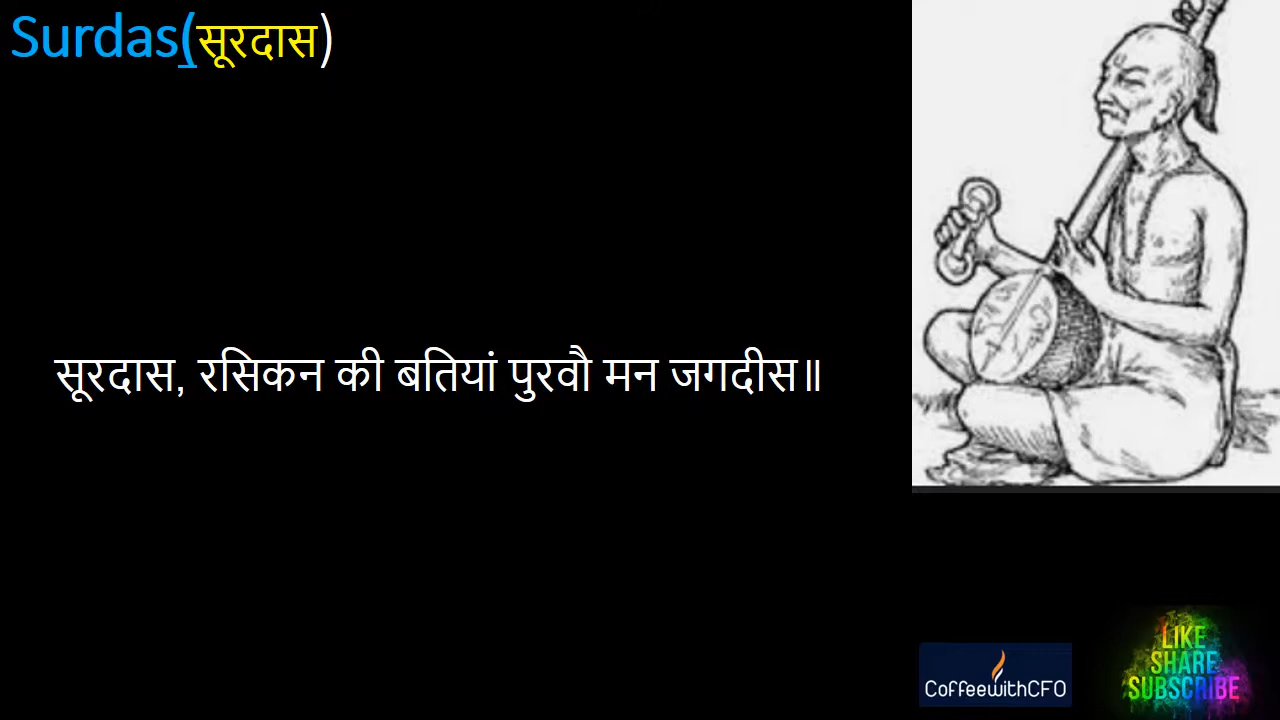 Surdas(सूरदास)
सूरदास, रसिकन की बतियां पुरवौ मन जगदीस॥
CoffeewithCFO
LIKE
SHARE
SUBSCRIBE